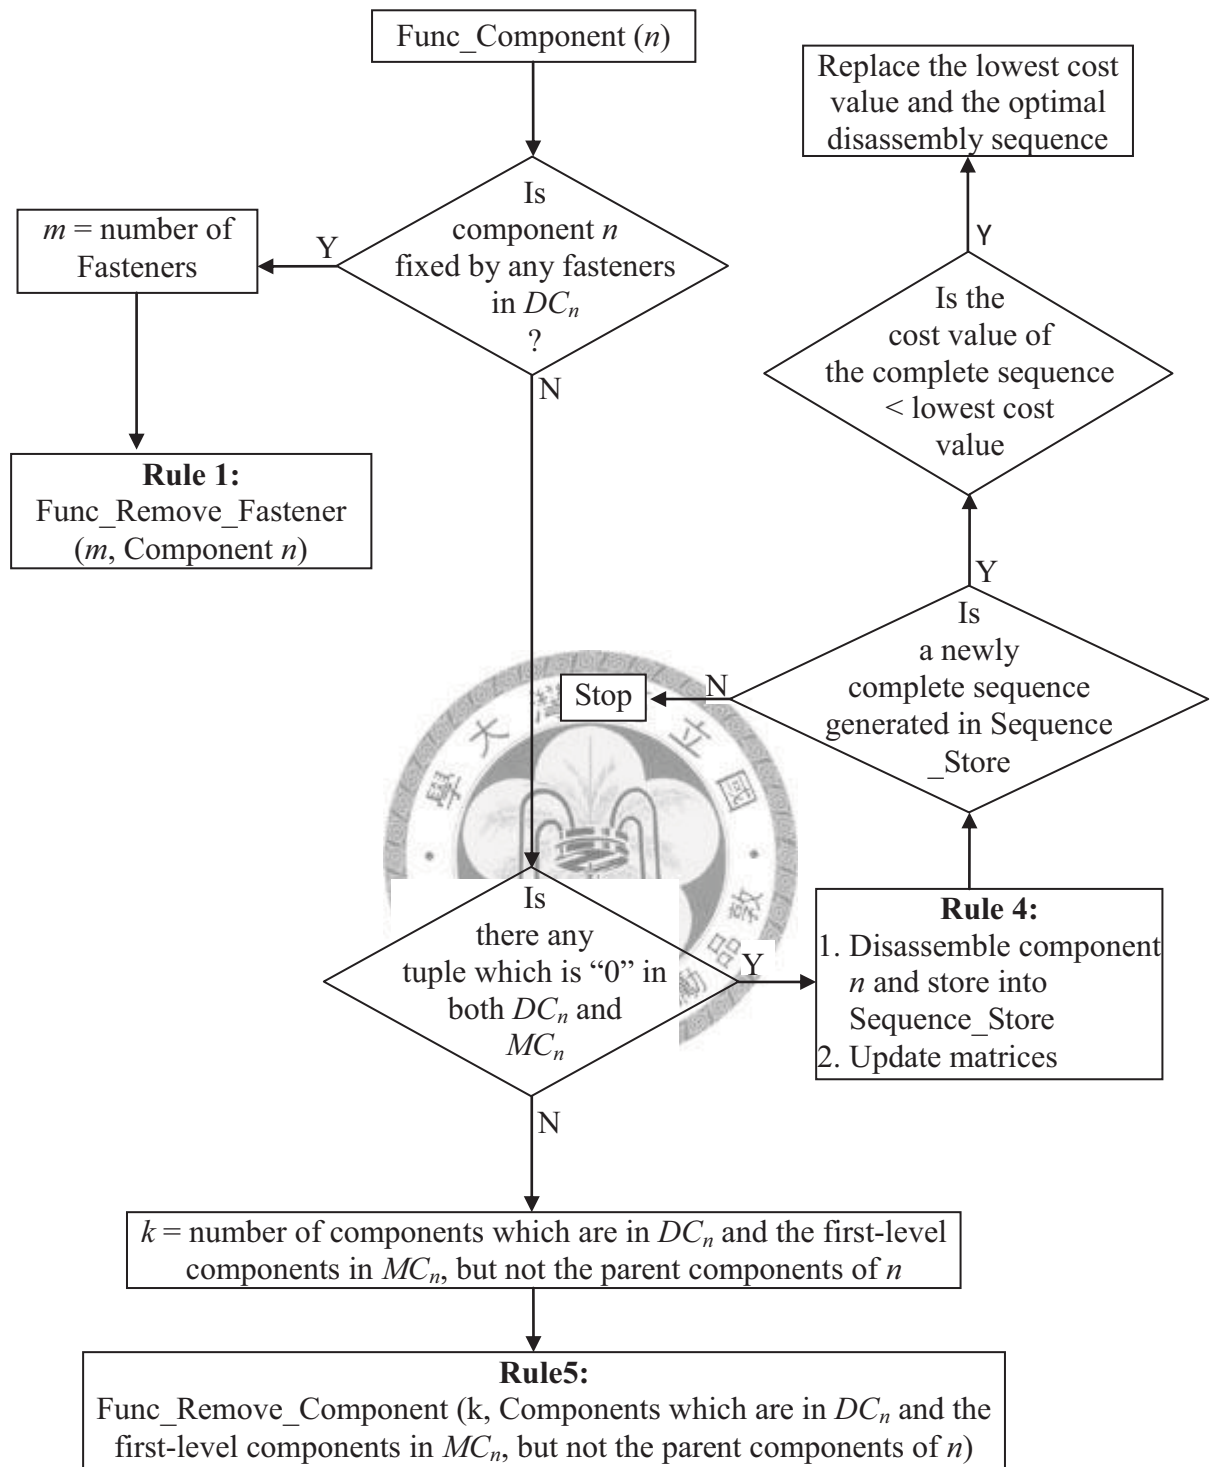 Func_Component (n)
Replace the lowest cost
value and the optimal
disassembly sequence
Is
component n
fixed by any fasteners
in DCₙ
?
Y
m = number of
Fasteners
N
Rule 1:
Func_Remove_Fastener
(m, Component n)
Y
Is the
cost value of
the complete sequence
< lowest cost
value
Y
Is
a newly
complete sequence
generated in Sequence
_Store
N
Stop
大
立
國
學
Is
there any
tuple which is “0” in
both DCₙ and
MCₙ
Y
Rule 4:
1. Disassemble component
n and store into
Sequence_Store
2. Update matrices
N
k = number of components which are in DCₙ and the first-level
components in MCₙ, but not the parent components of n
Rule5:
Func_Remove_Component (k, Components which are in DCₙ and the
first-level components in MCₙ, but not the parent components of n)